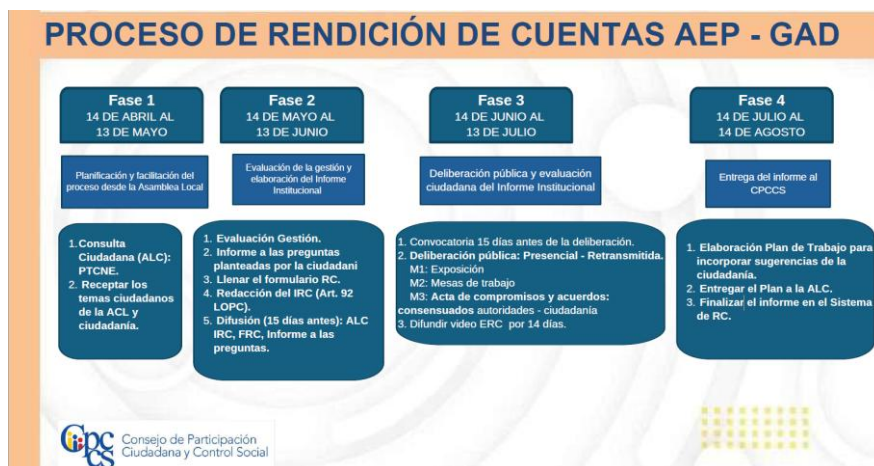 PROCESO DE RENDICIÓN DE CUENTAS AEP - GAD
Fase 1
14 DE ABRIL AL
13 DE MAYO
Planificación y facilitación del
proceso desde la Asamblea Local
1.Consulta
Ciudadana (ALC):
PTCNE.
2. Receptar los
temas ciudadanos
de la ACL y
ciudadanía.
Fase 2
14 DE MAYO AL
13 DE JUNIO
Evaluación de la gestión y
elaboración del Informe
Institucional
1. Evaluación Gestión.
2. Informe a las preguntas
planteadas por la ciudadani
3. Llenar el formulario RC.
4. Redacción del IRC (Art. 92
LOPC).
5. Difusión (15 días antes): ALC
IRC, FRC, Informe a las
preguntas.
Fase 3
14 DE JUNIO AL
13 DE JULIO
Deliberación pública y evaluación
ciudadana del Informe Institucional
1. Convocatoria 15 días antes de la deliberación.
2. Deliberación pública: Presencial - Retransmitida.
M1: Exposición
M2: Mesas de trabajo
M3: Acta de compromisos y acuerdos:
consensuados autoridades - ciudadanía
3. Difundir video ERC por 14 días.
Fase 4
14 DE JULIO AL
14 DE AGOSTO
Entrega del informe al
CPCCS
1. Elaboración Plan de Trabajo para
incorporar sugerencias de la
ciudadanía.
2. Entregar el Plan a la ALC.
3. Finalizar el informe en el Sistema
de RC.
Cpc
cs
Consejo de Participación
Ciudadana y Control Social